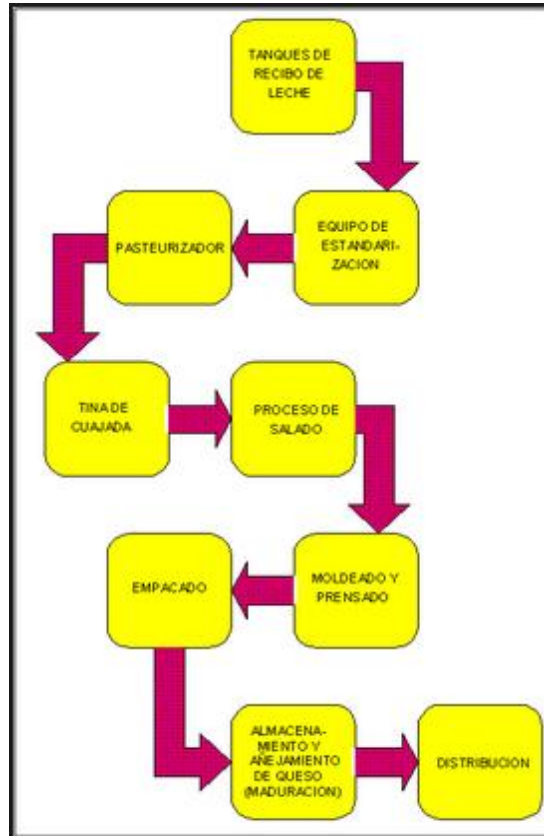 TANQUES DE
RECIBO DE
LECHE
EQUIPO DE
ESTANDARI-
ZACION
PASTEURIZADOR
TINA DE
CUAJADA
PROCESO DE
SALADO
MOLDEADO Y
PRENSADO
EMPACADO
ALMACENA-
MIENTO Y
AÑEJAMIENTO
DE QUESO
(MADURACION)
DISTRIBUCION